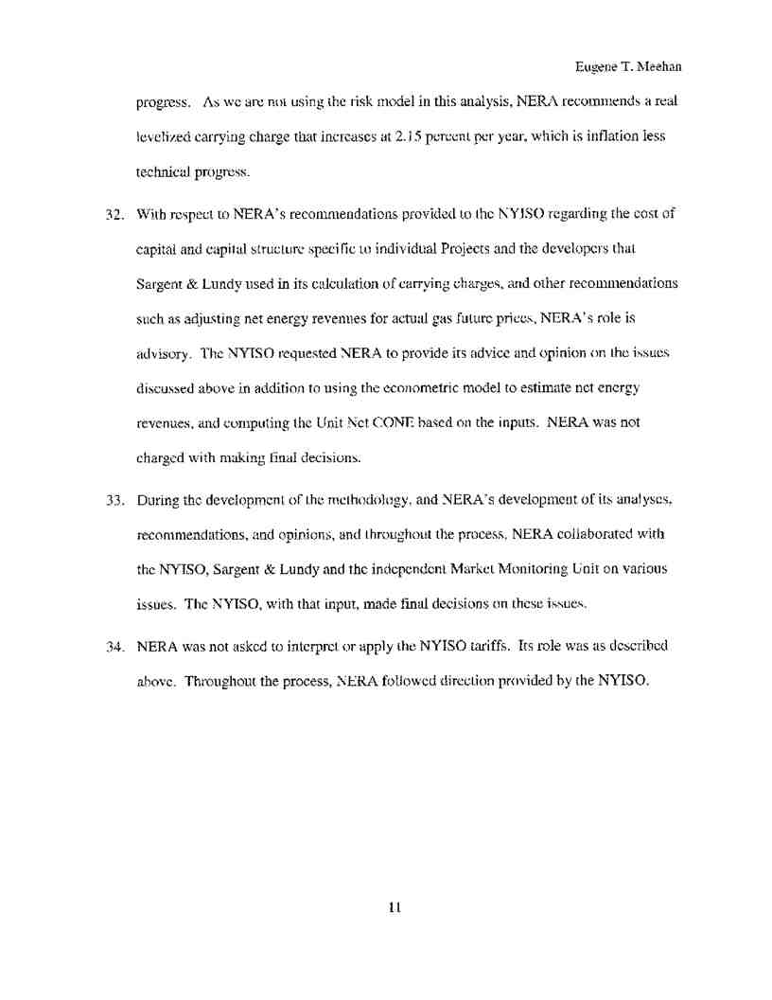 Eugene T. Meehan
progress. As we are not using the risk model in this analysis, NERA recommends a real
levelized carrying charge that increases at 2.15 percent per year, which is inflation less
technical progress.
32. With respect to NERA's recommendations provided to the NYISO regarding the cost of
capital and capital structure specific to individual Projects and the developers that
Sargent & Lundy used in its calculation of carrying charges, and other recommendations
such as adjusting net energy revenues for actual gas future prices, NERA's role is
advisory. The NYISO requested NERA to provide its advice and opinion on the issues
discussed above in addition to using the econometric model to estimate net energy
revenues, and computing the Unit Net CONE based on the inputs. NERA was not
charged with making final decisions.
33. During the development of the methodology, and NERA's development of its analyses,
recommendations, and opinions, and throughout the process, NERA collaborated with
the NYISO, Sargent & Lundy and the independent Market Monitoring Unit on various
issues. The NYISO, with that input, made final decisions on these issues.
34. NERA was not asked to interpret or apply the NYISO tariffs. Its role was as described
above. Throughout the process, NERA followed direction provided by the NYISO.
11